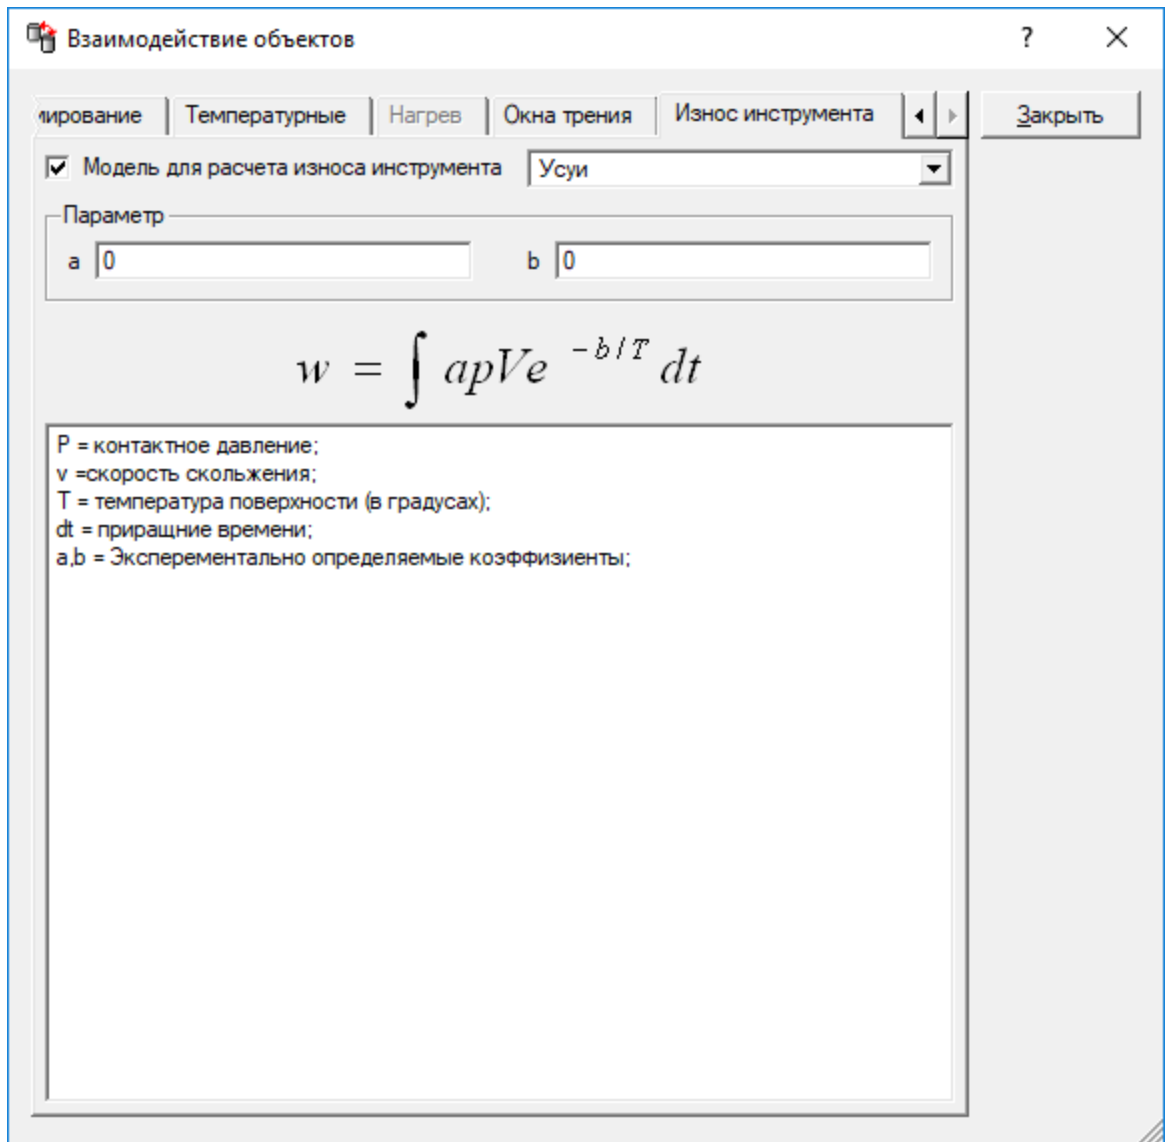 Взаимодействие объектов ?
мирование Температурные Нагрев Окна трения Износ инструмента Закрыть
Модель для расчета износа инструмента Усуи
Параметр
a 0 b 0
w = ∫ apVe^{-b/T} dt
P = контактное давление;
v =скорость скольжения;
T = температура поверхности (в градусах);
dt = приращние времени;
a,b = Эксперементально определяемые коэффизиенты;